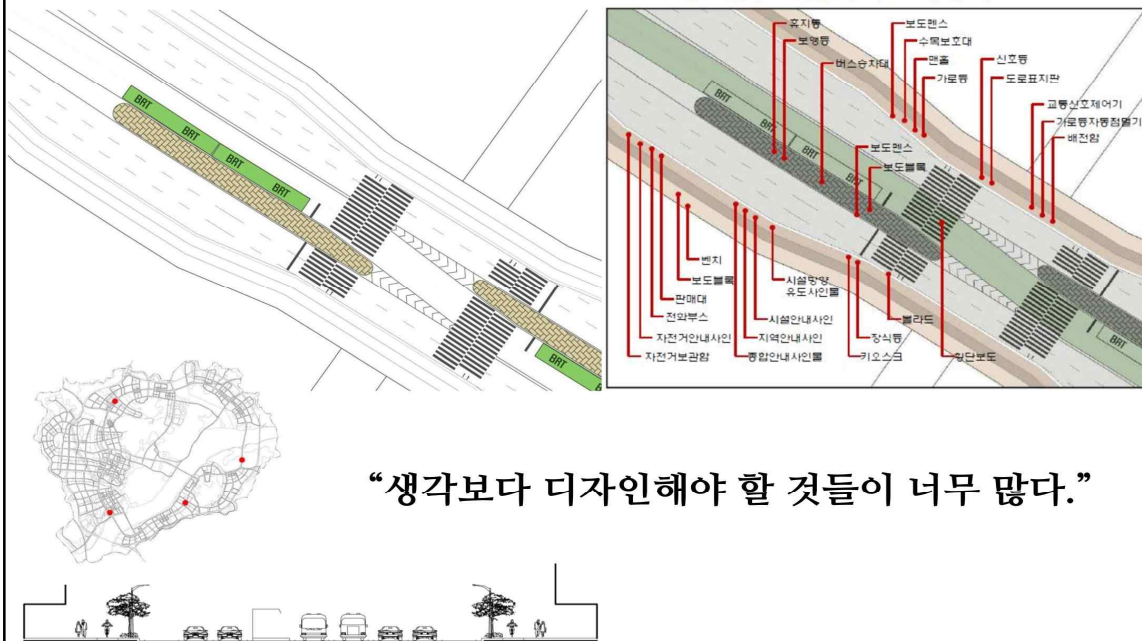 BRT
BRT
BRT
휴지통
보행등
버스승차대
보도펜스
수목보호대
맨홀
가로등
신호등
도로표지판
교통신호제어기
가로등자동점멸기
배전함
BRT
BRT
보도펜스
보도블록
벤치
보도블록
판매대
전화부스
자전거안내사인
자전거보관함
시설방향
유도사인물
시설안내사인
지역안내사인
종합안내사인물
볼라드
장식등
키오스크
횡단보도
BRT
“생각보다 디자인해야 할 것들이 너무 많다.”